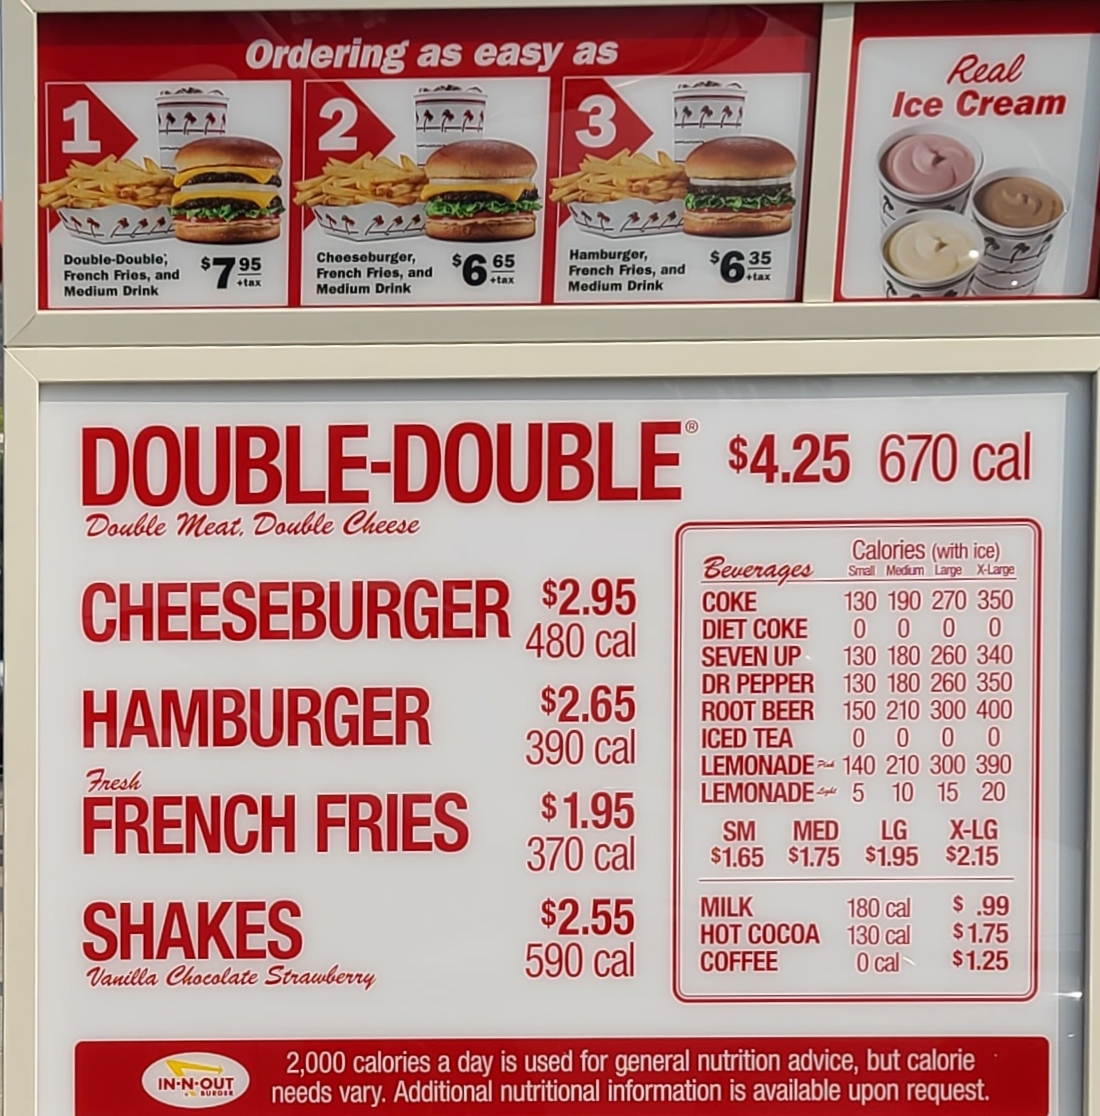 Ordering as easy as
1
Double-Double®,
French Fries, and
Medium Drink
$7 95
+tax
2
Cheeseburger,
French Fries, and
Medium Drink
$6 65
+tax
3
Hamburger,
French Fries, and
Medium Drink
$6 35
+tax
Real
Ice Cream
DOUBLE-DOUBLE® $4.25 670 cal
Double Meat, Double Cheese
CHEESEBURGER $2.95
480 cal
HAMBURGER $2.65
390 cal
Fresh
FRENCH FRIES $1.95
370 cal
SHAKES $2.55
590 cal
Vanilla Chocolate Strawberry
Calories (with ice)
Beverages Small Medium Large X-Large
COKE 130 190 270 350
DIET COKE 0 0 0 0
SEVEN UP 130 180 260 340
DR PEPPER 130 180 260 350
ROOT BEER 150 210 300 400
ICED TEA 0 0 0 0
LEMONADE Pink 140 210 300 390
LEMONADE Light 5 10 15 20
SM MED LG X-LG
$1.65 $1.75 $1.95 $2.15
MILK 180 cal $ .99
HOT COCOA 130 cal $1.75
COFFEE 0 cal $1.25
IN-N-OUT
BURGER
2,000 calories a day is used for general nutrition advice, but calorie
needs vary. Additional nutritional information is available upon request.